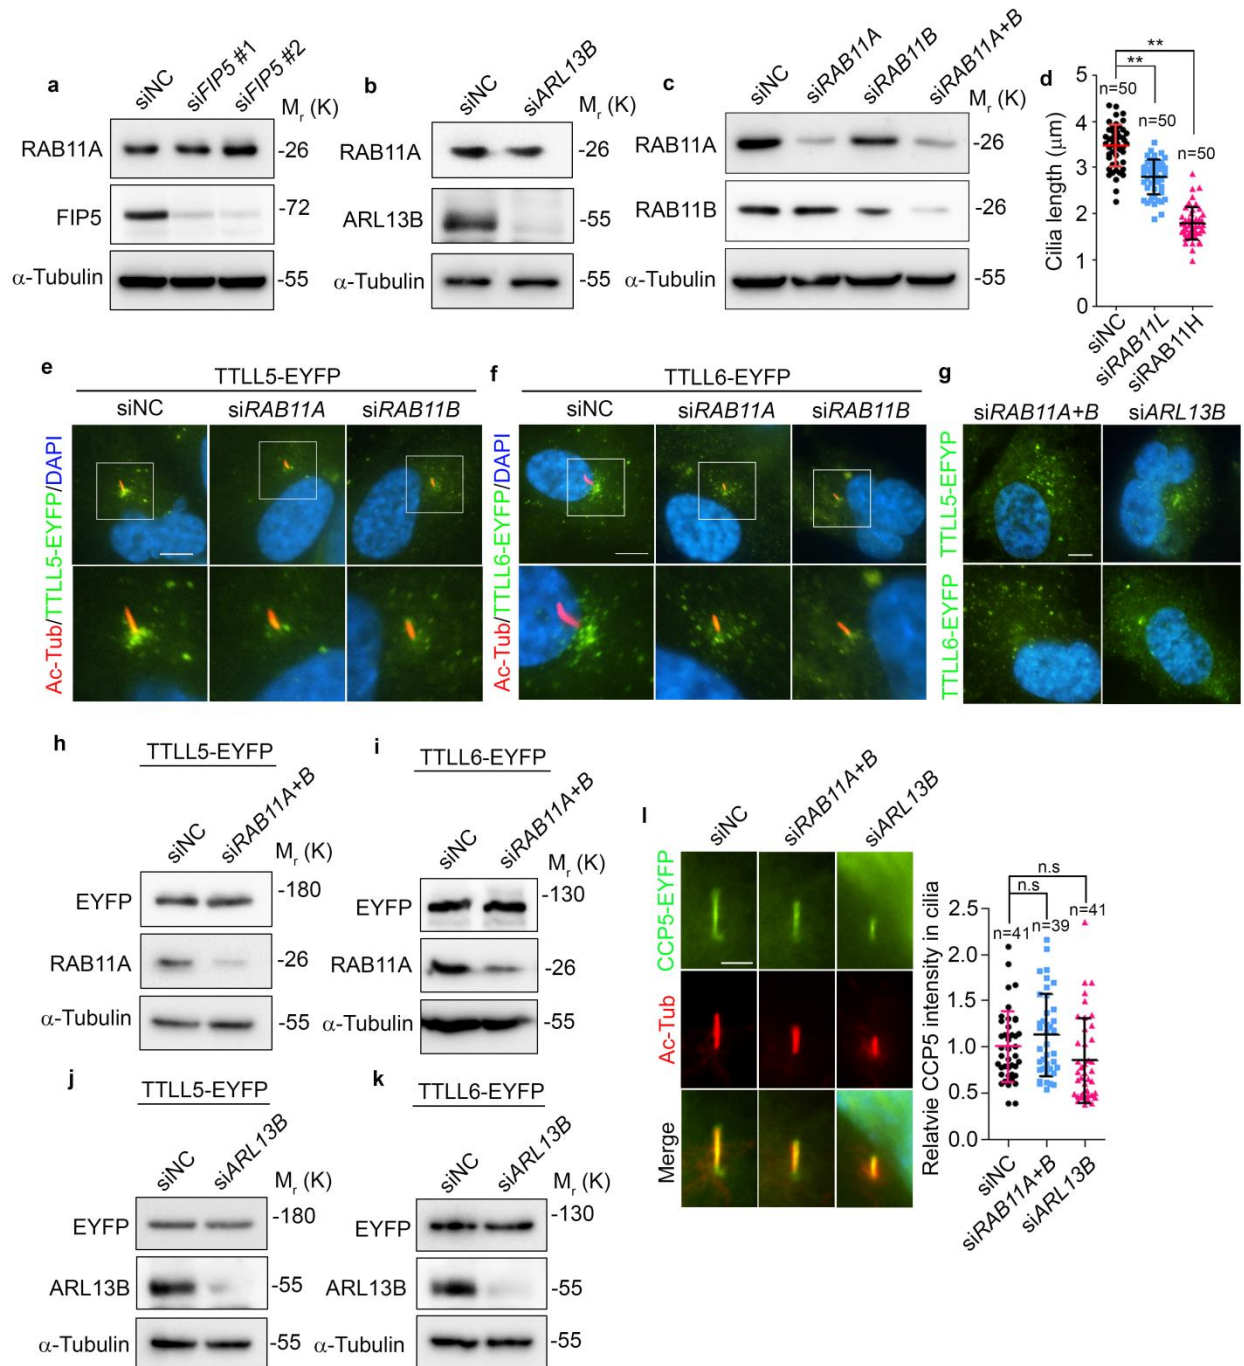 a
siNC
siFIP5 #1
siFIP5 #2
Mr (K)
RAB11A
-26
FIP5
-72
α-Tubulin
-55
b
siNC
siARL13B
Mr (K)
RAB11A
-26
ARL13B
-55
α-Tubulin
-55
c
siNC
siRAB11A
siRAB11B
siRAB11A+B
Mr (K)
RAB11A
-26
RAB11B
-26
α-Tubulin
-55
d
**
**
n=50
n=50
n=50
Cilia length (μm)
5
4
3
2
1
0
siNC
siRAB11L
siRAB11H
e
TTLL5-EYFP
siNC
siRAB11A
siRAB11B
Ac-Tub/TTLL5-EYFP/DAPI
f
TTLL6-EYFP
siNC
siRAB11A
siRAB11B
Ac-Tub/TTLL6-EYFP/DAPI
g
siRAB11A+B
siARL13B
TTLL5-EFYP
TTLL6-EYFP
h
TTLL5-EYFP
siNC
siRAB11A+B
Mr (K)
EYFP
-180
RAB11A
-26
α-Tubulin
-55
i
TTLL6-EYFP
siNC
siRAB11A+B
Mr (K)
EYFP
-130
RAB11A
-26
α-Tubulin
-55
j
TTLL5-EYFP
siNC
siARL13B
Mr (K)
EYFP
-180
ARL13B
-55
α-Tubulin
-55
k
TTLL6-EYFP
siNC
siARL13B
Mr (K)
EYFP
-130
ARL13B
-55
α-Tubulin
-55
l
siNC
siRAB11A+B
siARL13B
CCP5-EYFP
Ac-Tub
Merge
n.s
n.s
n=41
n=39
n=41
Relatvie CCP5 intensity in cilia
2.5
2.0
1.5
1.0
0.5
0.0
siNC
siRAB11A+B
siARL13B